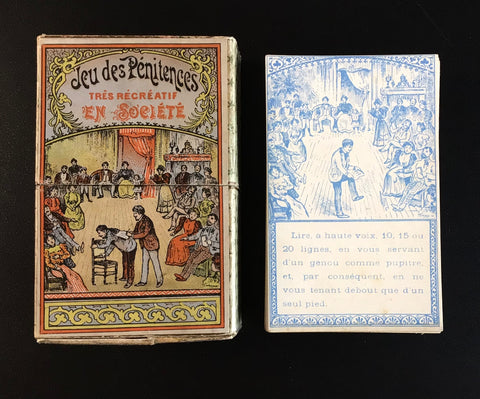 Jeu des Pénitences
TRÈS RÉCRÉATIF
EN SOCIÉTÉ
Lire, a haute voix, 10, 15 ou
20 lignes, en vous servant
d'un genou comme pupitre,
et, par conséquent, en ne
vous tenant debout que d'un
seul pied.